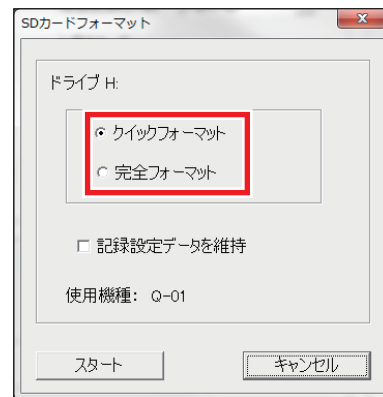 SDカードフォーマット
ドライブ H:
クイックフォーマット
完全フォーマット
記録設定データを維持
使用機種: Q-01
スタート
キャンセル